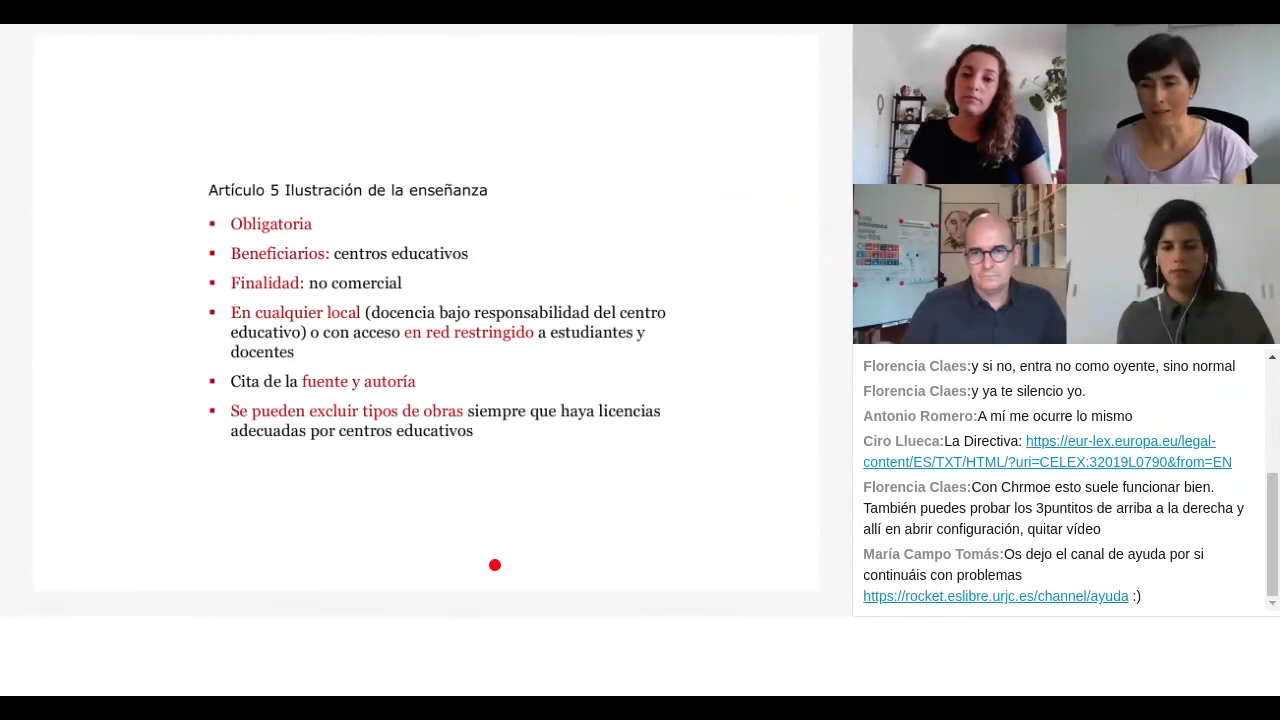 Artículo 5 Ilustración de la enseñanza
▪ Obligatoria
▪ Beneficiarios: centros educativos
▪ Finalidad: no comercial
▪ En cualquier local (docencia bajo responsabilidad del centro
educativo) o con acceso en red restringido a estudiantes y
docentes
▪ Cita de la fuente y autoría
▪ Se pueden excluir tipos de obras siempre que haya licencias
adecuadas por centros educativos
Florencia Claes:y si no, entra no como oyente, sino normal
Florencia Claes:y ya te silencio yo.
Antonio Romero:A mí me ocurre lo mismo
Ciro Llueca:La Directiva: https://eur-lex.europa.eu/legal-
content/ES/TXT/HTML/?uri=CELEX:32019L0790&from=EN
Florencia Claes:Con Chrmoe esto suele funcionar bien.
También puedes probar los 3puntitos de arriba a la derecha y
allí en abrir configuración, quitar vídeo
María Campo Tomás:Os dejo el canal de ayuda por si
continuáis con problemas
https://rocket.eslibre.urjc.es/channel/ayuda :)